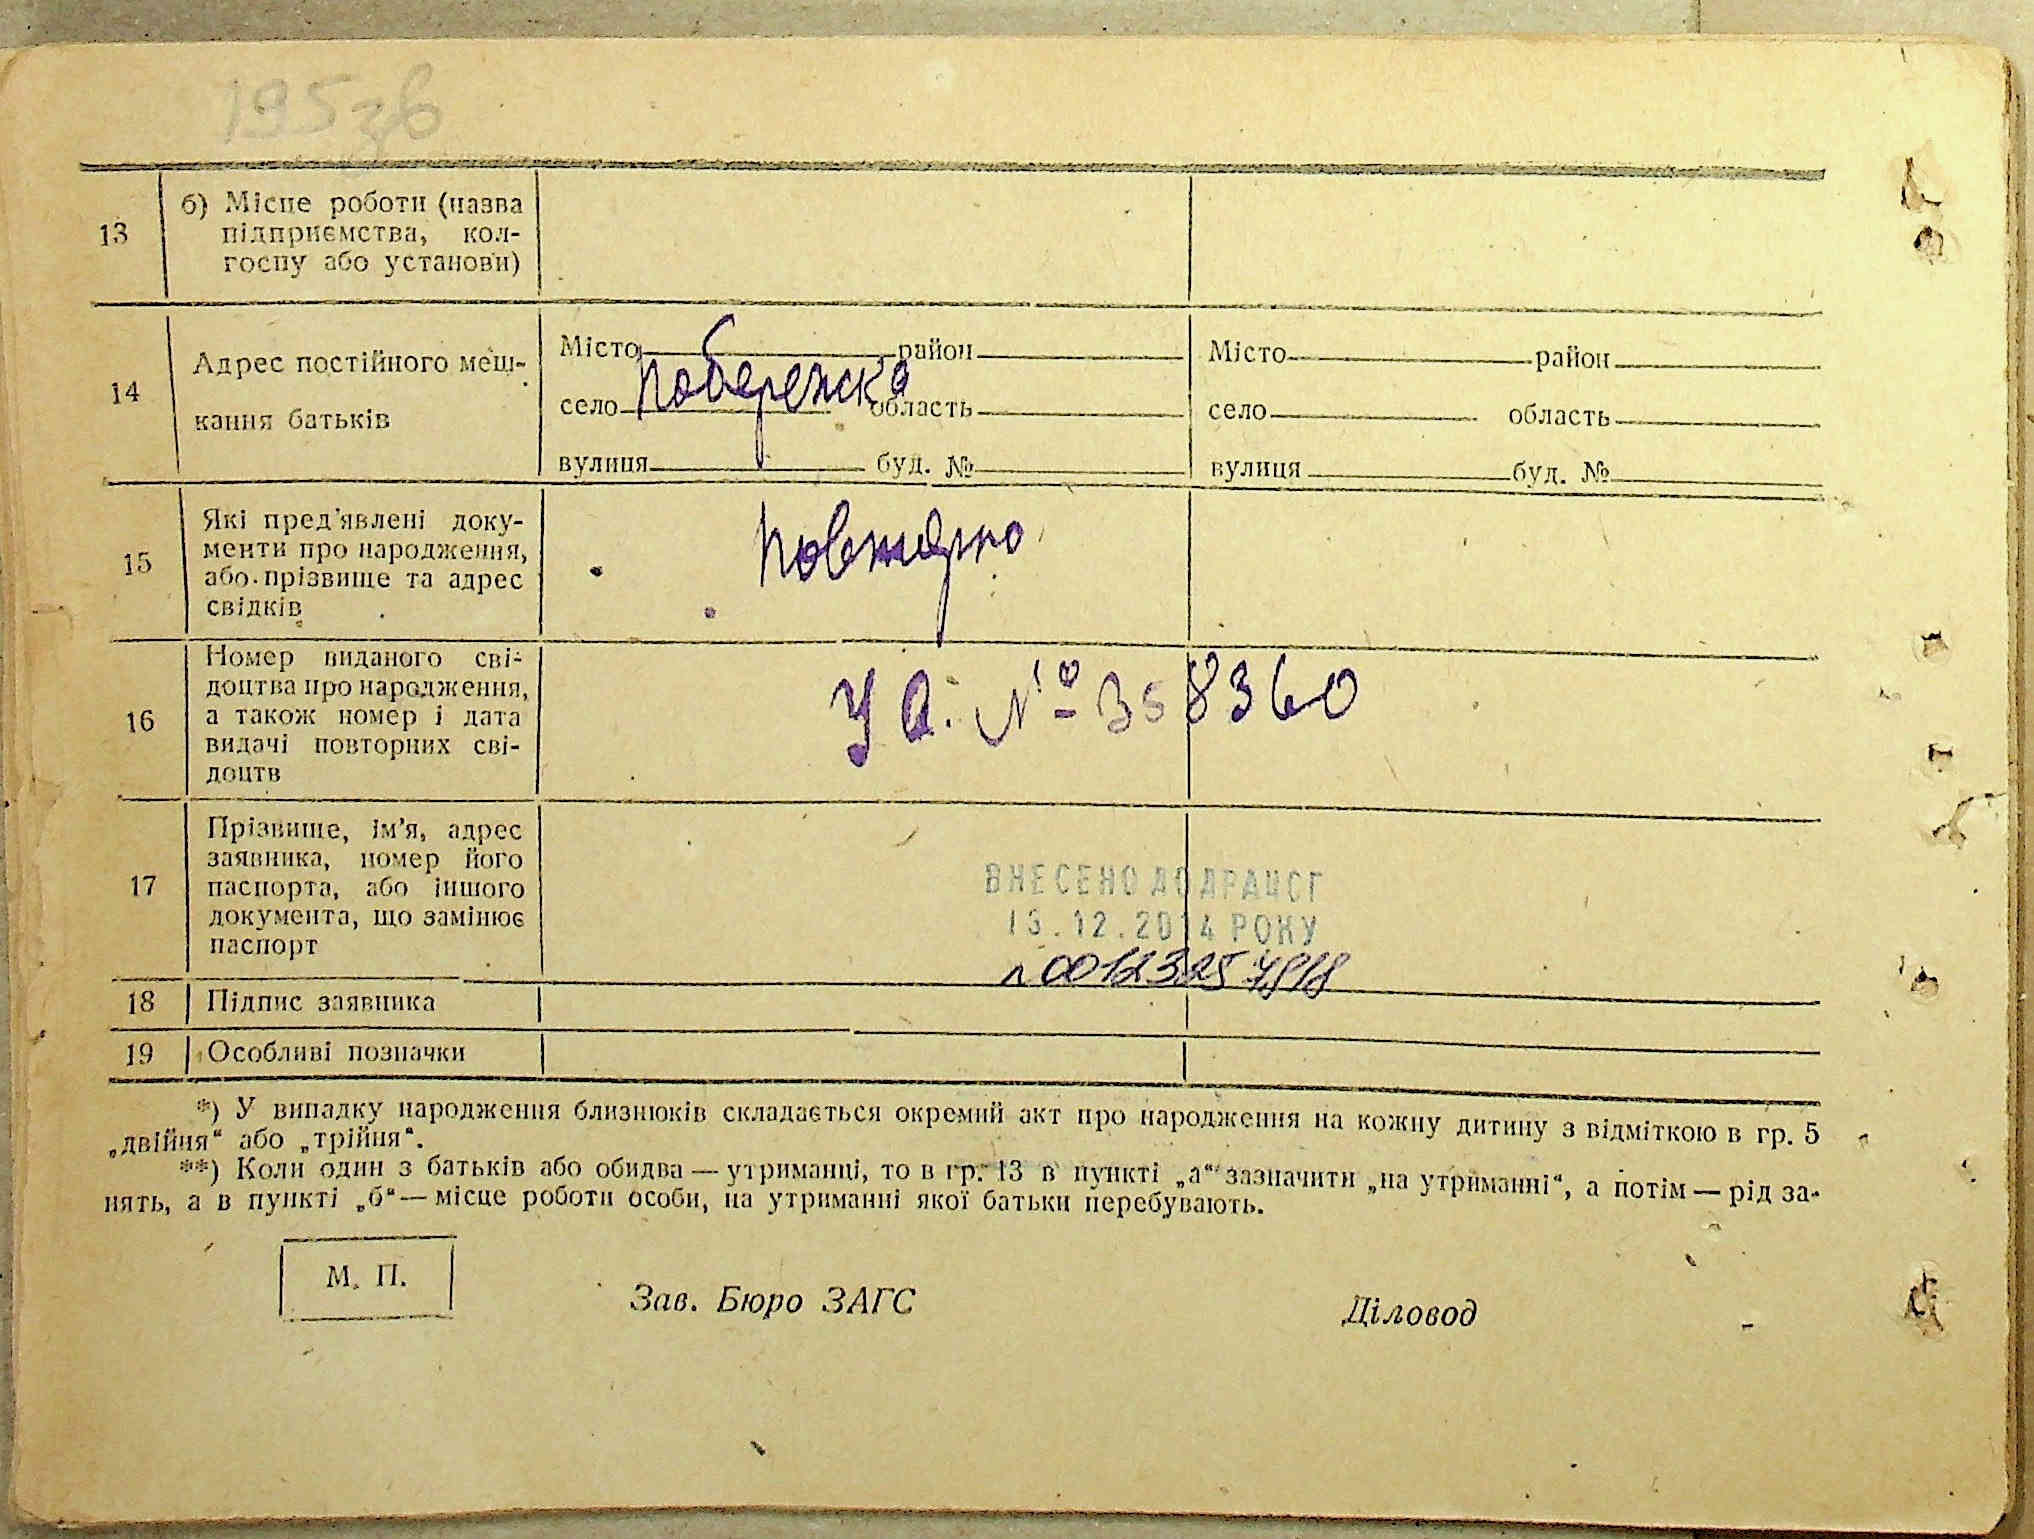 195зв
13
б) Місце роботи (назва
підприємства, кол-
госпу або установи)
14
Адрес постійного меш-
кання батьків
Місто район
село Побережска область
вулиця буд. №
Місто район
село область
вулиця буд. №
15
Які пред'явлені доку-
менти про народження,
або прізвище та адрес
свідків
Повторно
16
Номер виданого сві-
доцтва про народження,
а також номер і дата
видачі повторних сві-
доцтв
УА. № 358360
17
Прізвище, ім'я, адрес
заявника, номер його
паспорта, або іншого
документа, що замінює
паспорт
ВНЕСЕНО ДО ДРАЦСГ
13.12.2014 РОКУ
18 Підпис заявника
19 Особливі позначки
*) У випадку народження близнюків складається окремий акт про народження на кожну дитину з відміткою в гр. 5
„двійня“ або „трійня“.
**) Коли один з батьків або обидва — утриманці, то в гр. 13 в пункті „а“ зазначити „на утриманні“, а потім — рід за-
нять, а в пункті „б“ — місце роботи особи, на утриманні якої батьки перебувають.
М. П.
Зав. Бюро ЗАГС
Діловод